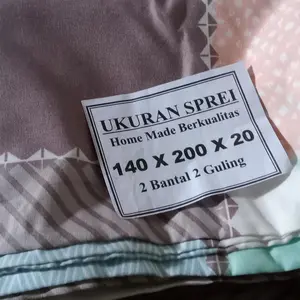 UKURAN SPREI
Home Made Berkualitas
140 X 200 X 20
2 Bantal 2 Guling